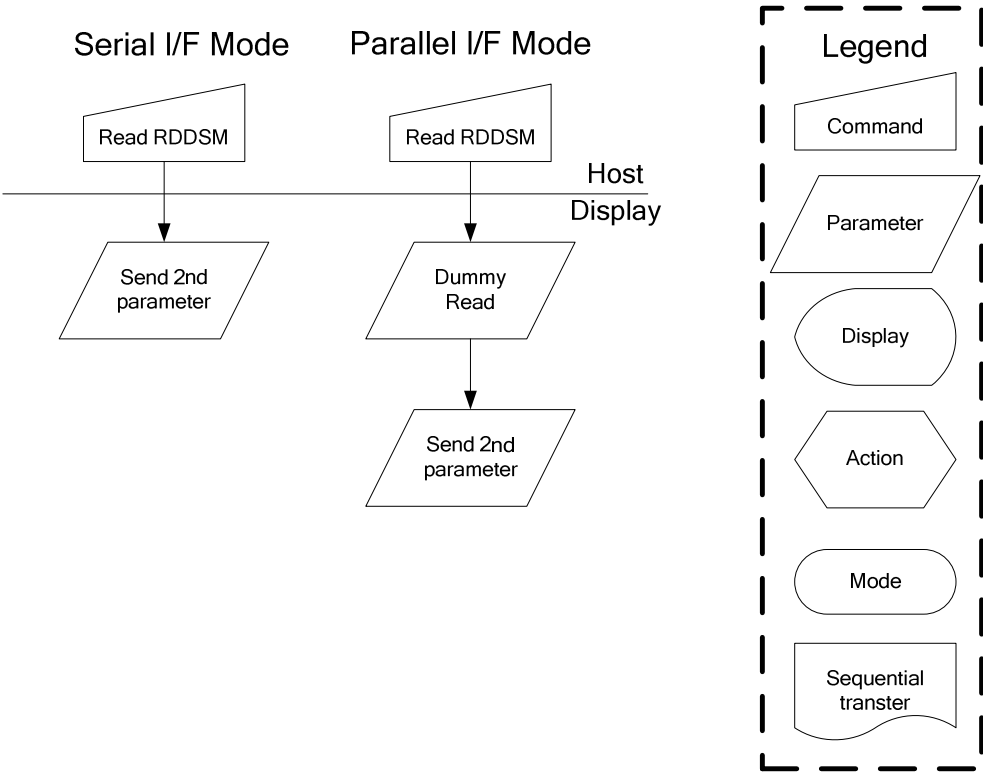 Serial I/F Mode
Parallel I/F Mode
Read RDDSM
Read RDDSM
Host
Display
Send 2nd
parameter
Dummy
Read
Send 2nd
parameter
Legend
Command
Parameter
Display
Action
Mode
Sequential
transter